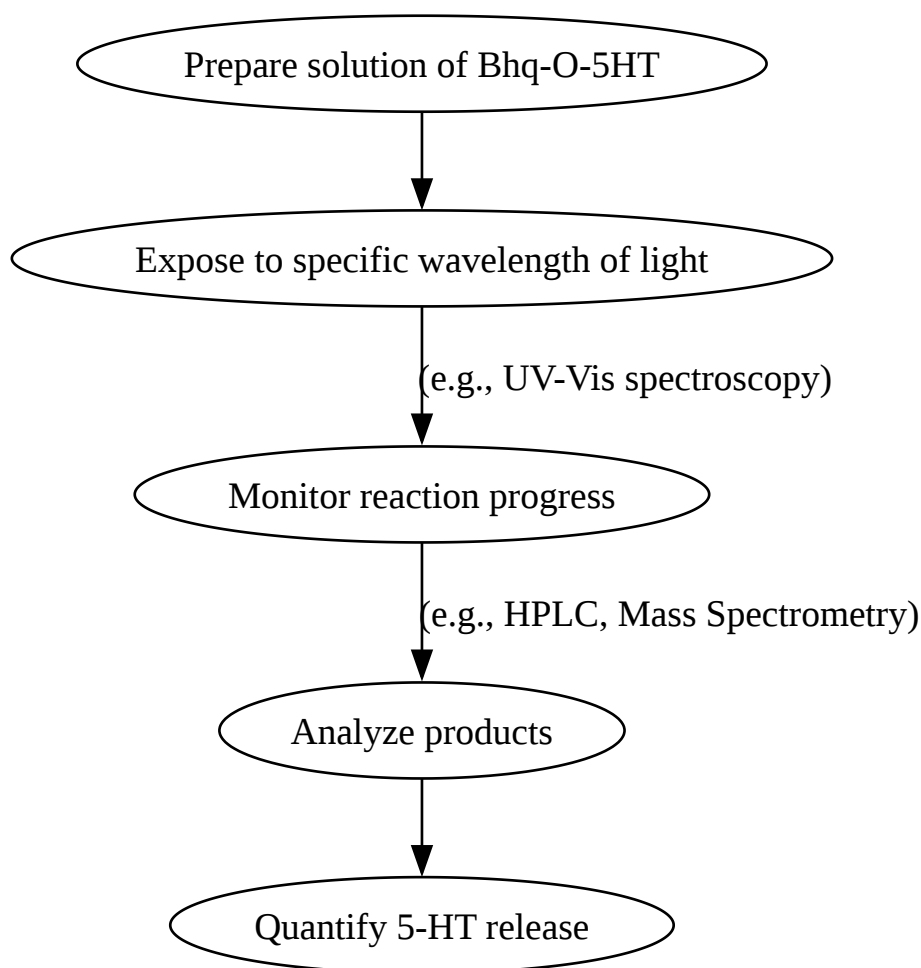 Prepare solution of Bhq-O-5HT
Expose to specific wavelength of light
(e.g., UV-Vis spectroscopy)
Monitor reaction progress
(e.g., HPLC, Mass Spectrometry)
Analyze products
Quantify 5-HT release